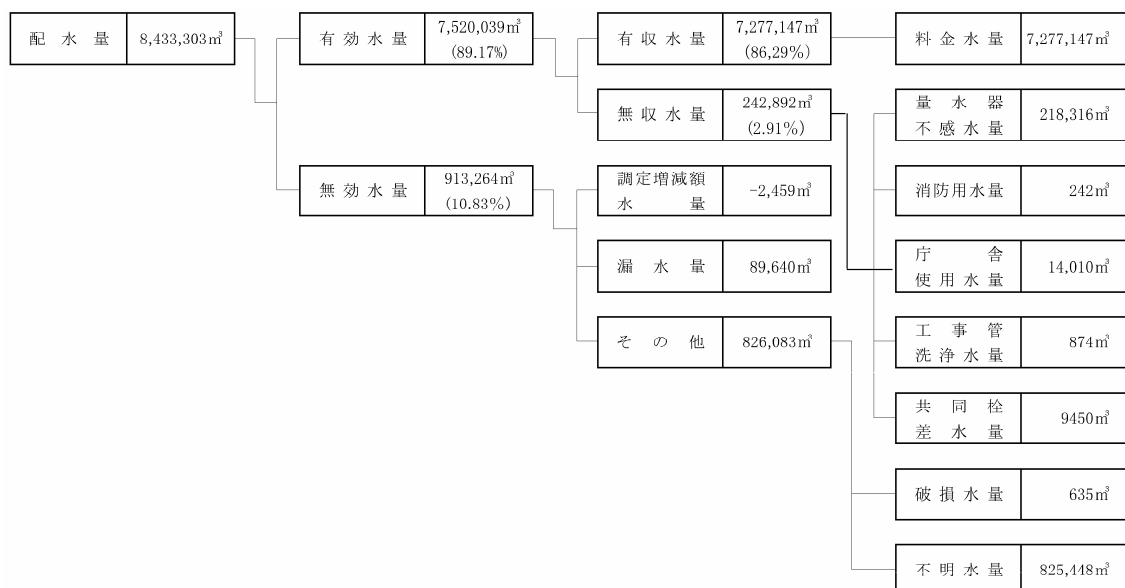 配水量 8,433,303㎥
有効水量 7,520,039㎥
(89.17%)
有収水量 7,277,147㎥
(86,29%)
料金水量 7,277,147㎥
無収水量 242,892㎥
(2.91%)
量水器
不感水量 218,316㎥
無効水量 913,264㎥
(10.83%)
調定増減額
水量 -2,459㎥
消防用水量 242㎥
漏水量 89,640㎥
庁舎
使用水量 14,010㎥
その他 826,083㎥
工事管
洗浄水量 874㎥
共同栓
差水量 9450㎥
破損水量 635㎥
不明水量 825,448㎥